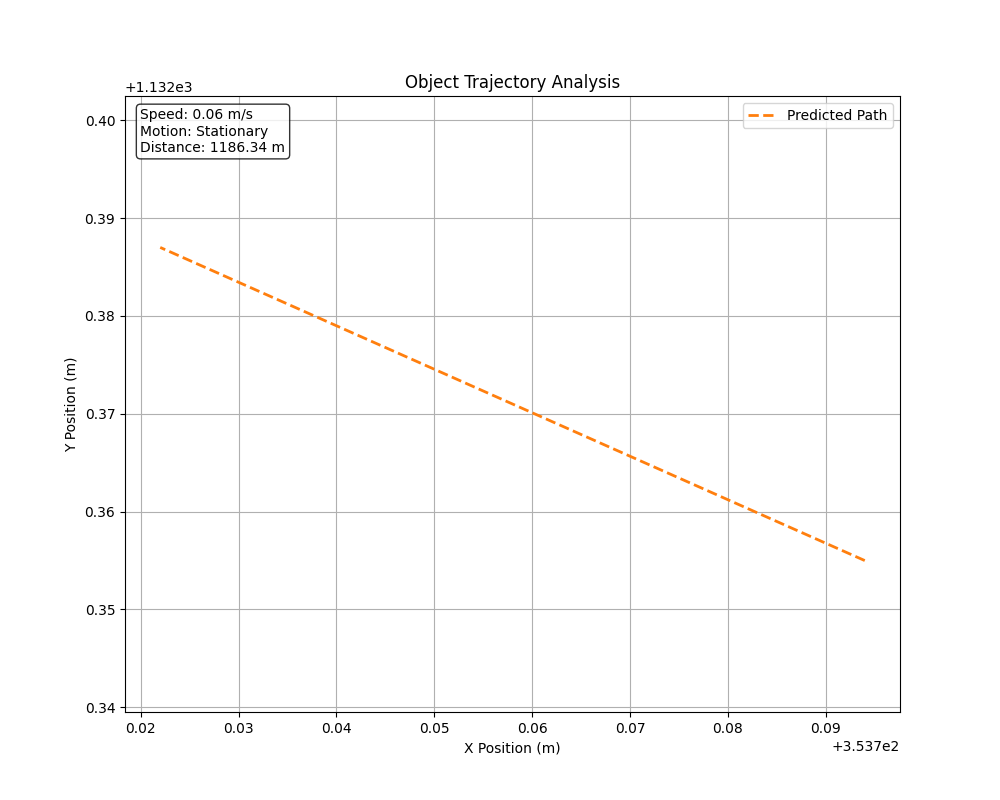 Object Trajectory Analysis
+1.132e3
Speed: 0.06 m/s
Motion: Stationary
Distance: 1186.34 m
Predicted Path
0.40
0.39
0.38
0.37
0.36
0.35
0.34
Y Position (m)
0.02 0.03 0.04 0.05 0.06 0.07 0.08 0.09
X Position (m)
+3.537e2